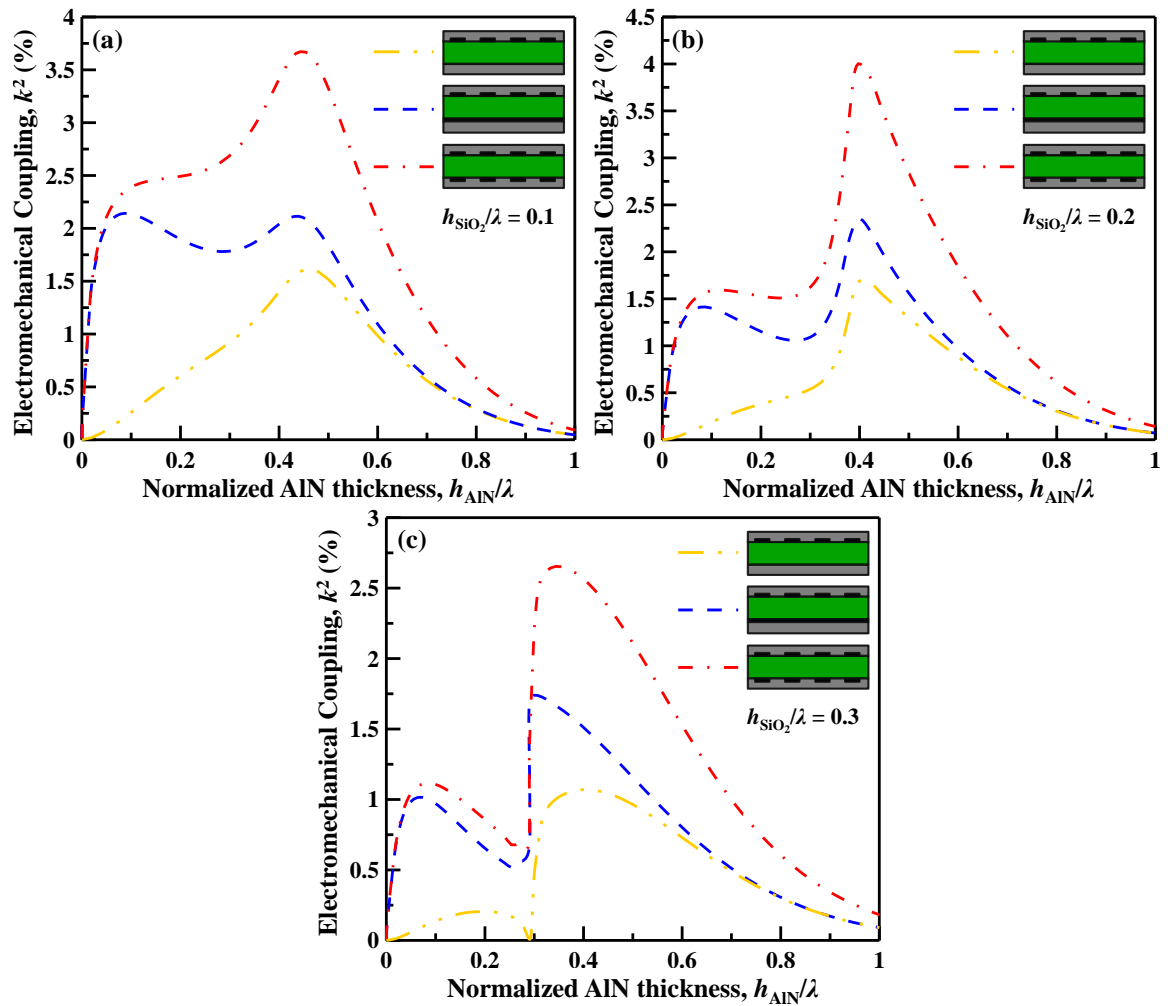 (a)
Electromechanical Coupling, k² (%)
4
3.5
3
2.5
2
1.5
1
0.5
0
h_SiO₂/λ = 0.1
0 0.2 0.4 0.6 0.8 1
Normalized AlN thickness, h_AlN/λ
(b)
Electromechanical Coupling, k² (%)
4.5
4
3.5
3
2.5
2
1.5
1
0.5
0
h_SiO₂/λ = 0.2
0 0.2 0.4 0.6 0.8 1
Normalized AlN thickness, h_AlN/λ
(c)
Electromechanical Coupling, k² (%)
3
2.5
2
1.5
1
0.5
0
h_SiO₂/λ = 0.3
0 0.2 0.4 0.6 0.8 1
Normalized AlN thickness, h_AlN/λ